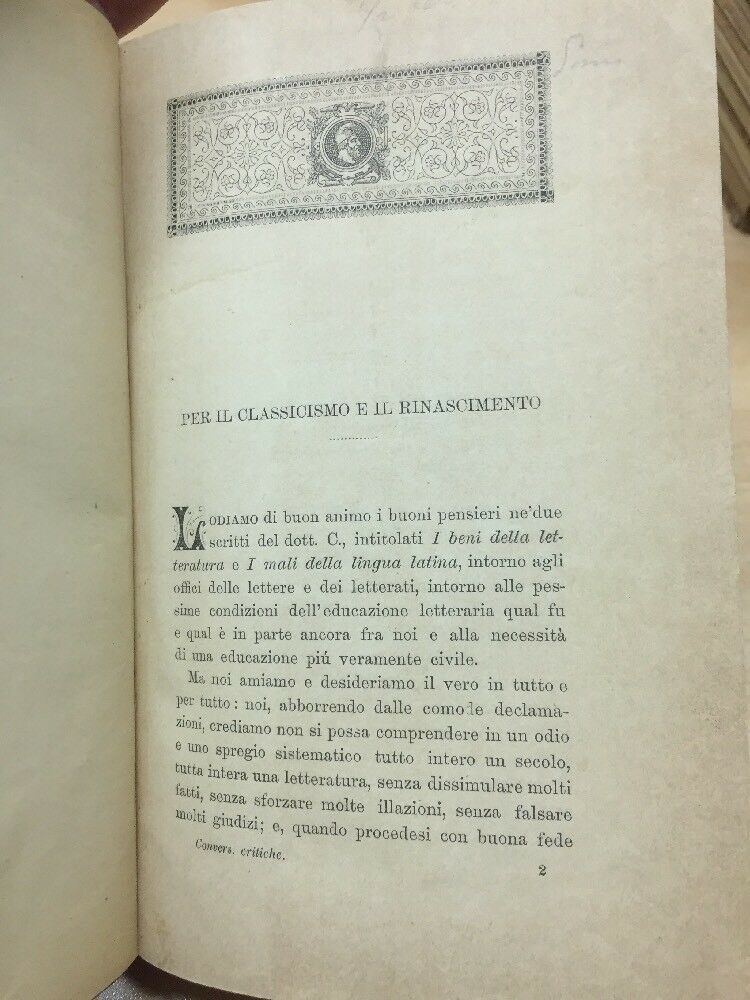 PER IL CLASSICISMO E IL RINASCIMENTO
LODIAMO di buon animo i buoni pensieri ne'due
scritti del dott. C., intitolati I beni della let-
teratura e I mali della lingua latina, intorno agli
offici delle lettere e dei letterati, intorno alle pes-
sime condizioni dell'educazione letteraria qual fu
e qual è in parte ancora fra noi e alla necessità
di una educazione piú veramente civile.
Ma noi amiamo e desideriamo il vero in tutto e
per tutto: noi, abborrendo dalle comode declama-
zioni, crediamo non si possa comprendere in un odio
e uno spregio sistematico tutto intero un secolo,
tutta intera una letteratura, senza dissimulare molti
fatti, senza sforzare molte illazioni, senza falsare
molti giudizi; e, quando procedesi con buona fede
Convers. critiche.
2